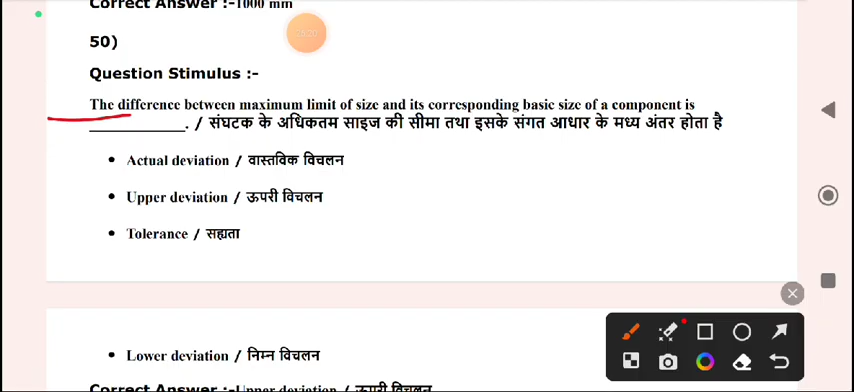 Correct Answer :-1000 mm
25:20
50)
Question Stimulus :-
The difference between maximum limit of size and its corresponding basic size of a component is
____________. / संघटक के अधिकतम साइज की सीमा तथा इसके संगत आधार के मध्य अंतर होता है
• Actual deviation / वास्तविक विचलन
• Upper deviation / ऊपरी विचलन
• Tolerance / सह्यता
• Lower deviation / निम्न विचलन
Correct Answer :-Upper deviation / ऊपरी विचलन